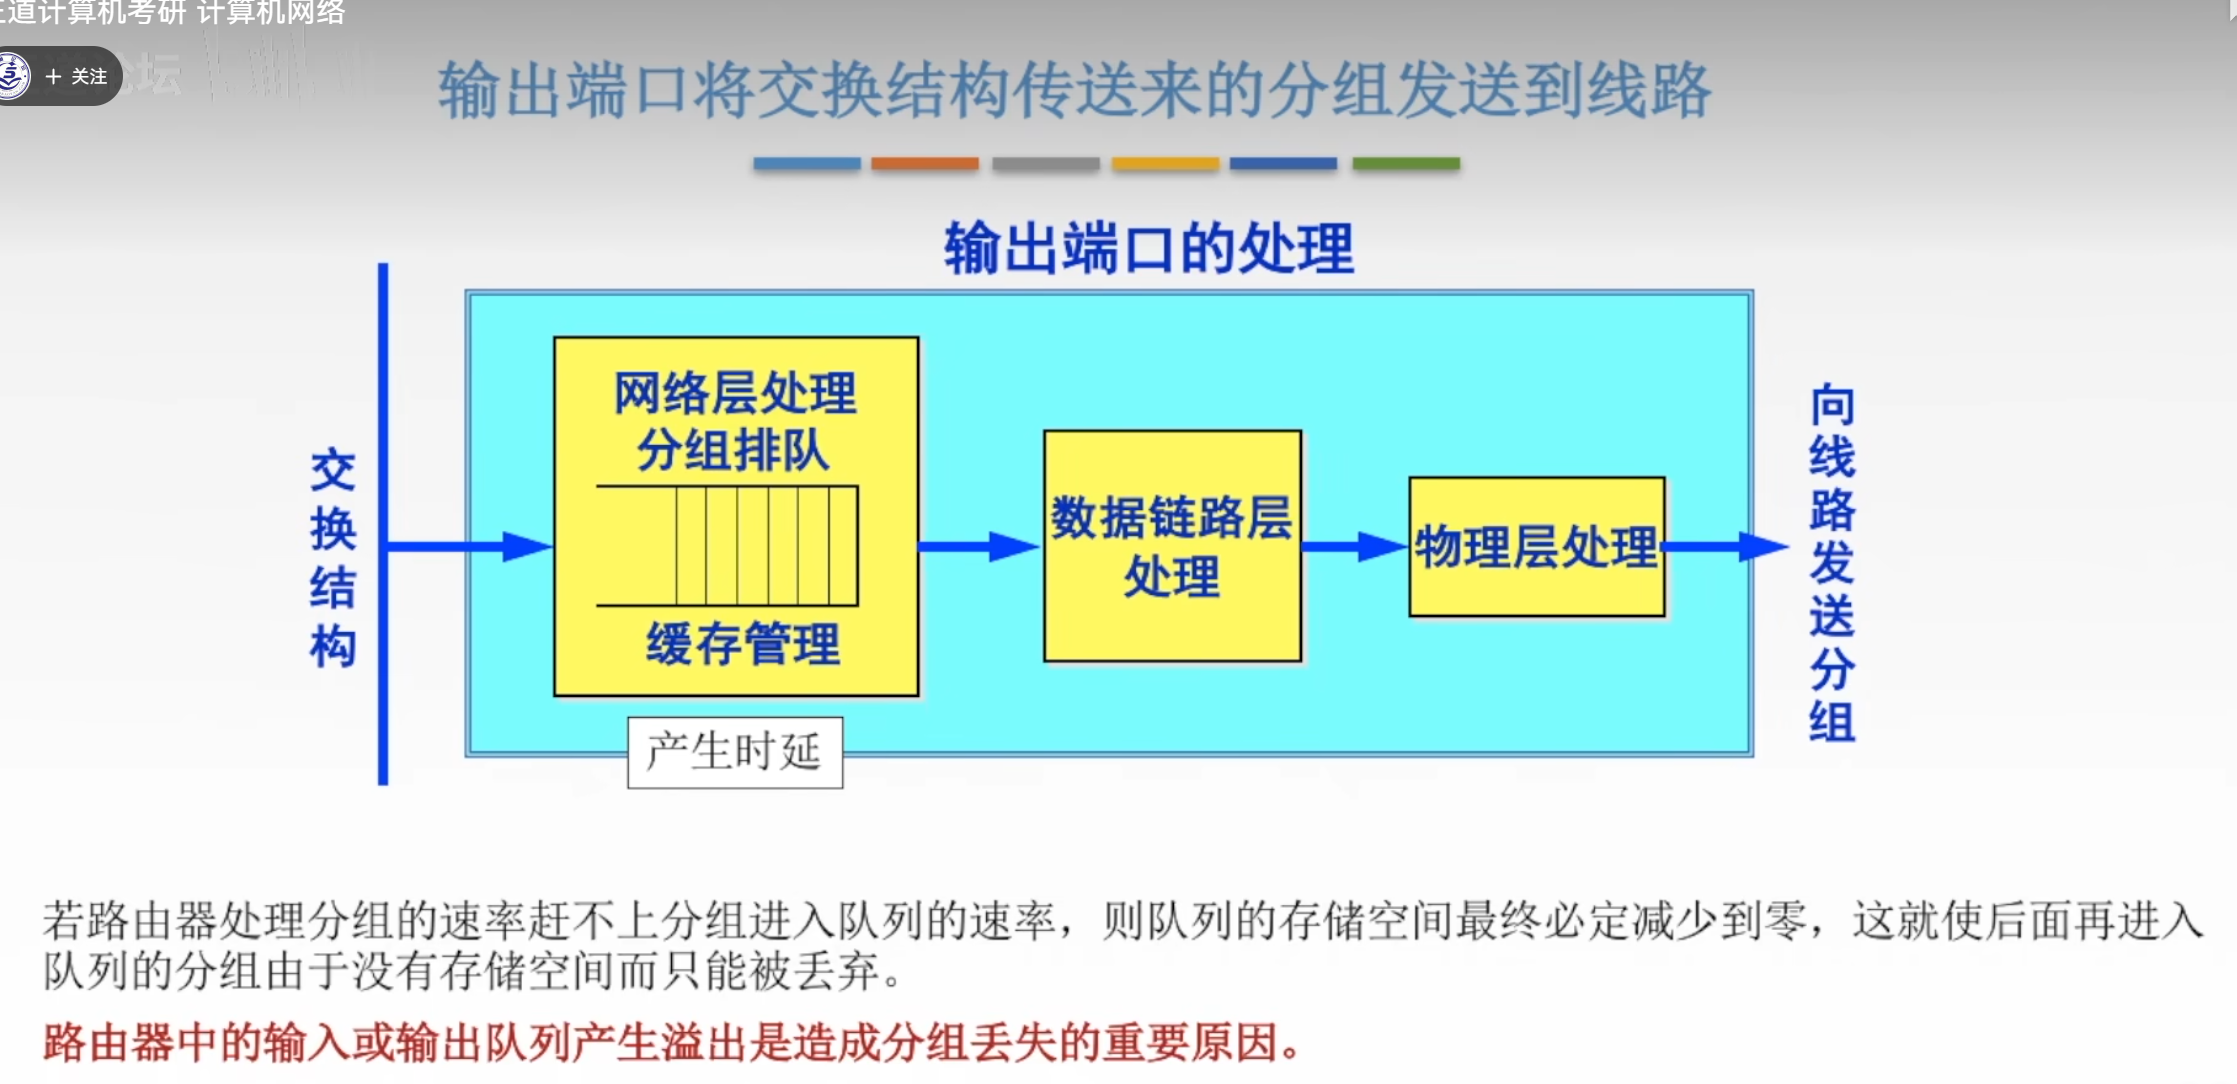 道计算机考研 计算机网络
+ 关注
坛
输出端口将交换结构传送来的分组发送到线路
输出端口的处理
交换结构
网络层处理
分组排队
缓存管理
产生时延
数据链路层
处理
物理层处理
向线路发送分组
若路由器处理分组的速率赶不上分组进入队列的速率，则队列的存储空间最终必定减少到零，这就使后面再进入
队列的分组由于没有存储空间而只能被丢弃。
路由器中的输入或输出队列产生溢出是造成分组丢失的重要原因。